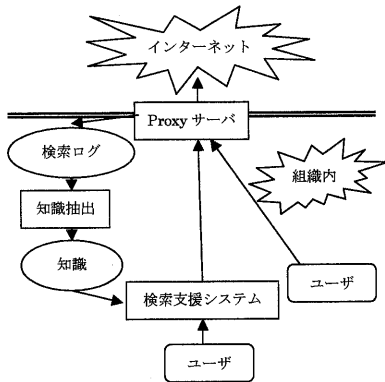 インターネット
Proxy サーバ
検索ログ
組織内
知識抽出
知識
検索支援システム
ユーザ
ユーザ